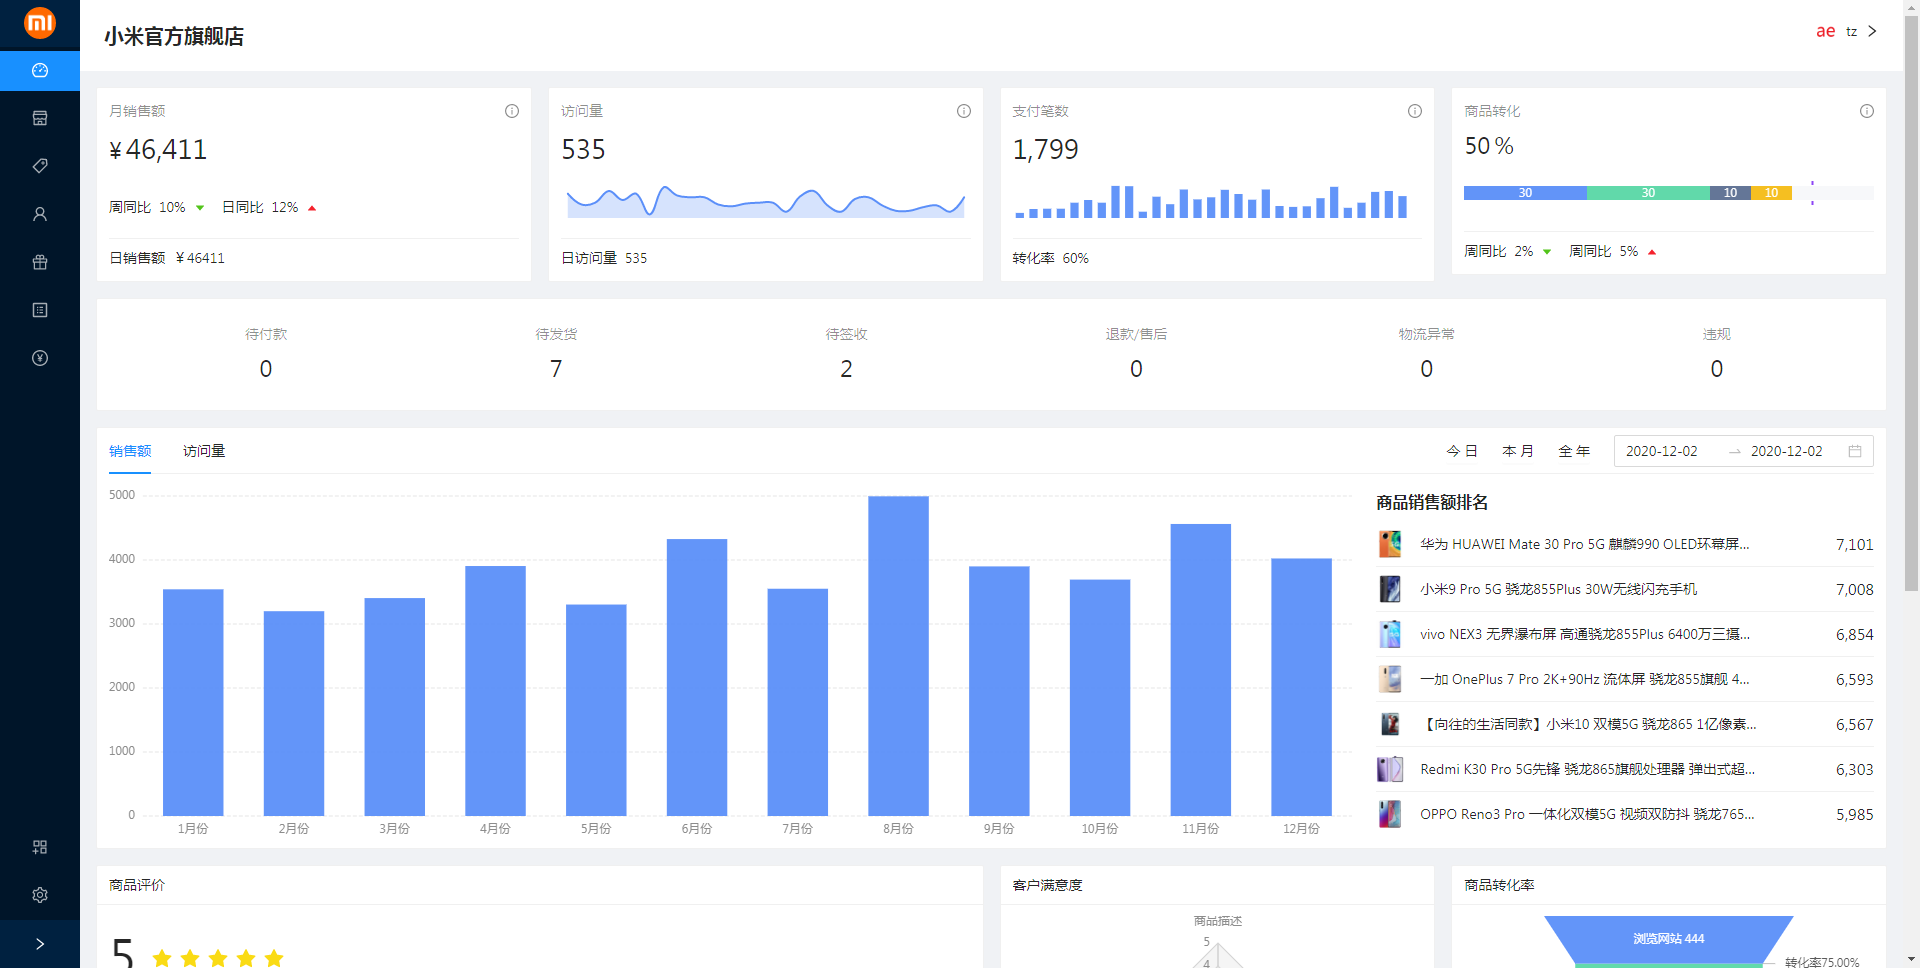 小米官方旗舰店
ae tz
月销售额
¥ 46,411
周同比 10% 日同比 12%
日销售额 ¥ 46411
访问量
535
日访问量 535
支付笔数
1,799
转化率 60%
商品转化
50 %
30 30 10 10
周同比 2% 周同比 5%
待付款 待发货 待签收 退款/售后 物流异常 违规
0 7 2 0 0 0
销售额 访问量
今 日 本 月 全 年 2020-12-02 2020-12-02
5000
4000
3000
2000
1000
0
1月份 2月份 3月份 4月份 5月份 6月份 7月份 8月份 9月份 10月份 11月份 12月份
商品销售额排名
华为 HUAWEI Mate 30 Pro 5G 麒麟990 OLED环幕屏... 7,101
小米9 Pro 5G 骁龙855Plus 30W无线闪充手机 7,008
vivo NEX3 无界瀑布屏 高通骁龙855Plus 6400万三摄... 6,854
一加 OnePlus 7 Pro 2K+90Hz 流体屏 骁龙855旗舰 4... 6,593
【向往的生活同款】小米10 双模5G 骁龙865 1亿像素... 6,567
Redmi K30 Pro 5G先锋 骁龙865旗舰处理器 弹出式超... 6,303
OPPO Reno3 Pro 一体化双模5G 视频双防抖 骁龙765... 5,985
商品评价
5
客户满意度
商品描述
5
4
商品转化率
浏览网站 444
转化率75.00%